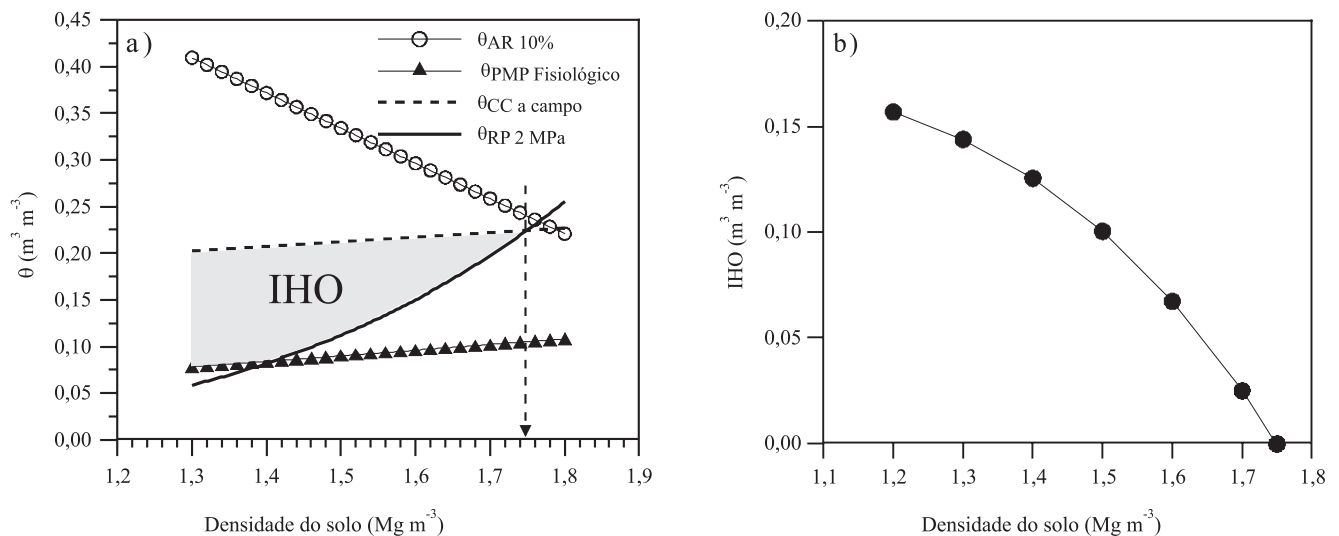 a)
θAR 10%
θPMP Fisiológico
θCC a campo
θRP 2 MPa
0,45
0,40
0,35
0,30
0,25
0,20
0,15
0,10
0,05
0,00
θ (m³ m⁻³)
IHO
1,2 1,3 1,4 1,5 1,6 1,7 1,8 1,9
Densidade do solo (Mg m⁻³)
b)
0,20
0,15
0,10
0,05
0,00
IHO (m³ m⁻³)
1,1 1,2 1,3 1,4 1,5 1,6 1,7 1,8
Densidade do solo (Mg m⁻³)